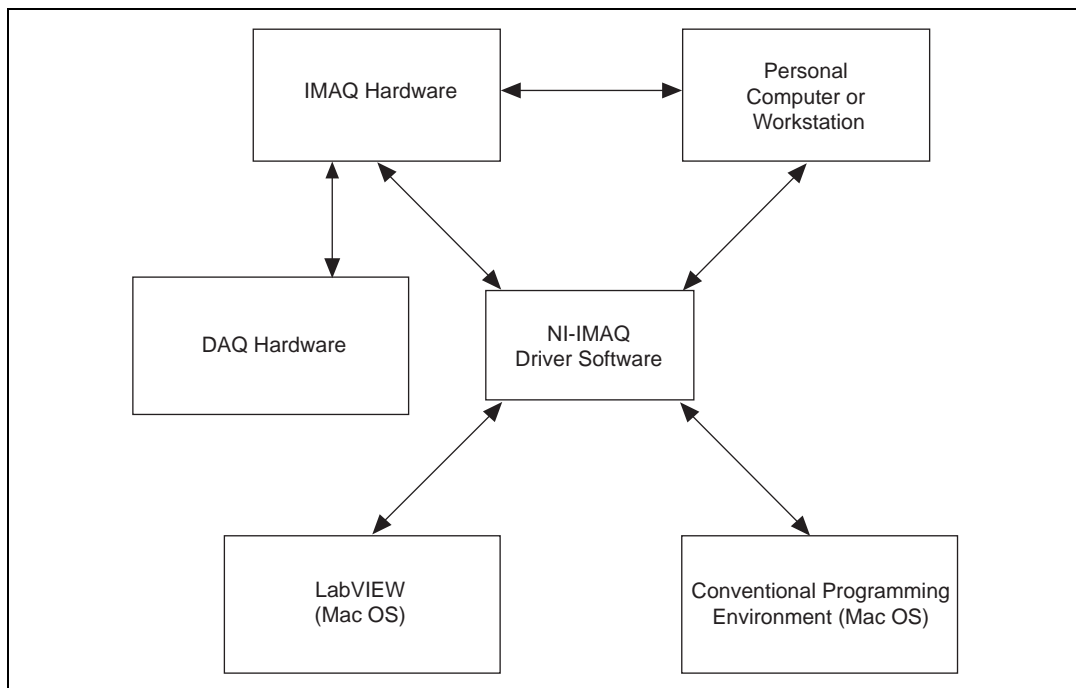 IMAQ Hardware
Personal
Computer or
Workstation
DAQ Hardware
NI-IMAQ
Driver Software
LabVIEW
(Mac OS)
Conventional Programming
Environment (Mac OS)